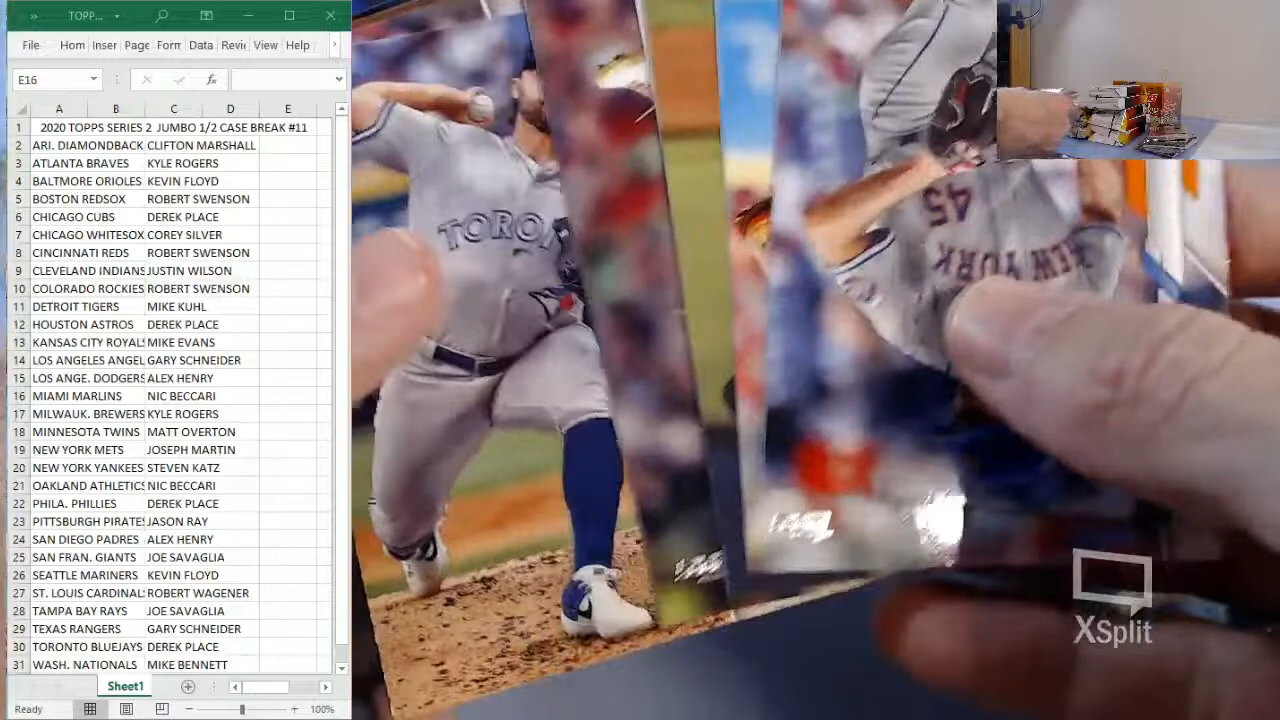 TOPP...
File Hom Inser Page Forn Data Revie View Help
E16 fx
A B C D E
1 2020 TOPPS SERIES 2 JUMBO 1/2 CASE BREAK #11
2 ARI. DIAMONDBACK CLIFTON MARSHALL
3 ATLANTA BRAVES KYLE ROGERS
4 BALTMORE ORIOLES KEVIN FLOYD
5 BOSTON REDSOX ROBERT SWENSON
6 CHICAGO CUBS DEREK PLACE
7 CHICAGO WHITESOX COREY SILVER
8 CINCINNATI REDS ROBERT SWENSON
9 CLEVELAND INDIANS JUSTIN WILSON
10 COLORADO ROCKIES ROBERT SWENSON
11 DETROIT TIGERS MIKE KUHL
12 HOUSTON ASTROS DEREK PLACE
13 KANSAS CITY ROYAL MIKE EVANS
14 LOS ANGELES ANGEL GARY SCHNEIDER
15 LOS ANGE. DODGERS ALEX HENRY
16 MIAMI MARLINS NIC BECCARI
17 MILWAUK. BREWERS KYLE ROGERS
18 MINNESOTA TWINS MATT OVERTON
19 NEW YORK METS JOSEPH MARTIN
20 NEW YORK YANKEES STEVEN KATZ
21 OAKLAND ATHLETICS NIC BECCARI
22 PHILA. PHILLIES DEREK PLACE
23 PITTSBURGH PIRATE JASON RAY
24 SAN DIEGO PADRES ALEX HENRY
25 SAN FRAN. GIANTS JOE SAVAGLIA
26 SEATTLE MARINERS KEVIN FLOYD
27 ST. LOUIS CARDINAL ROBERT WAGENER
28 TAMPA BAY RAYS JOE SAVAGLIA
29 TEXAS RANGERS GARY SCHNEIDER
30 TORONTO BLUEJAYS DEREK PLACE
31 WASH. NATIONALS MIKE BENNETT
Sheet1
Ready 100%
TORON
NEW YORK
45
XSplit